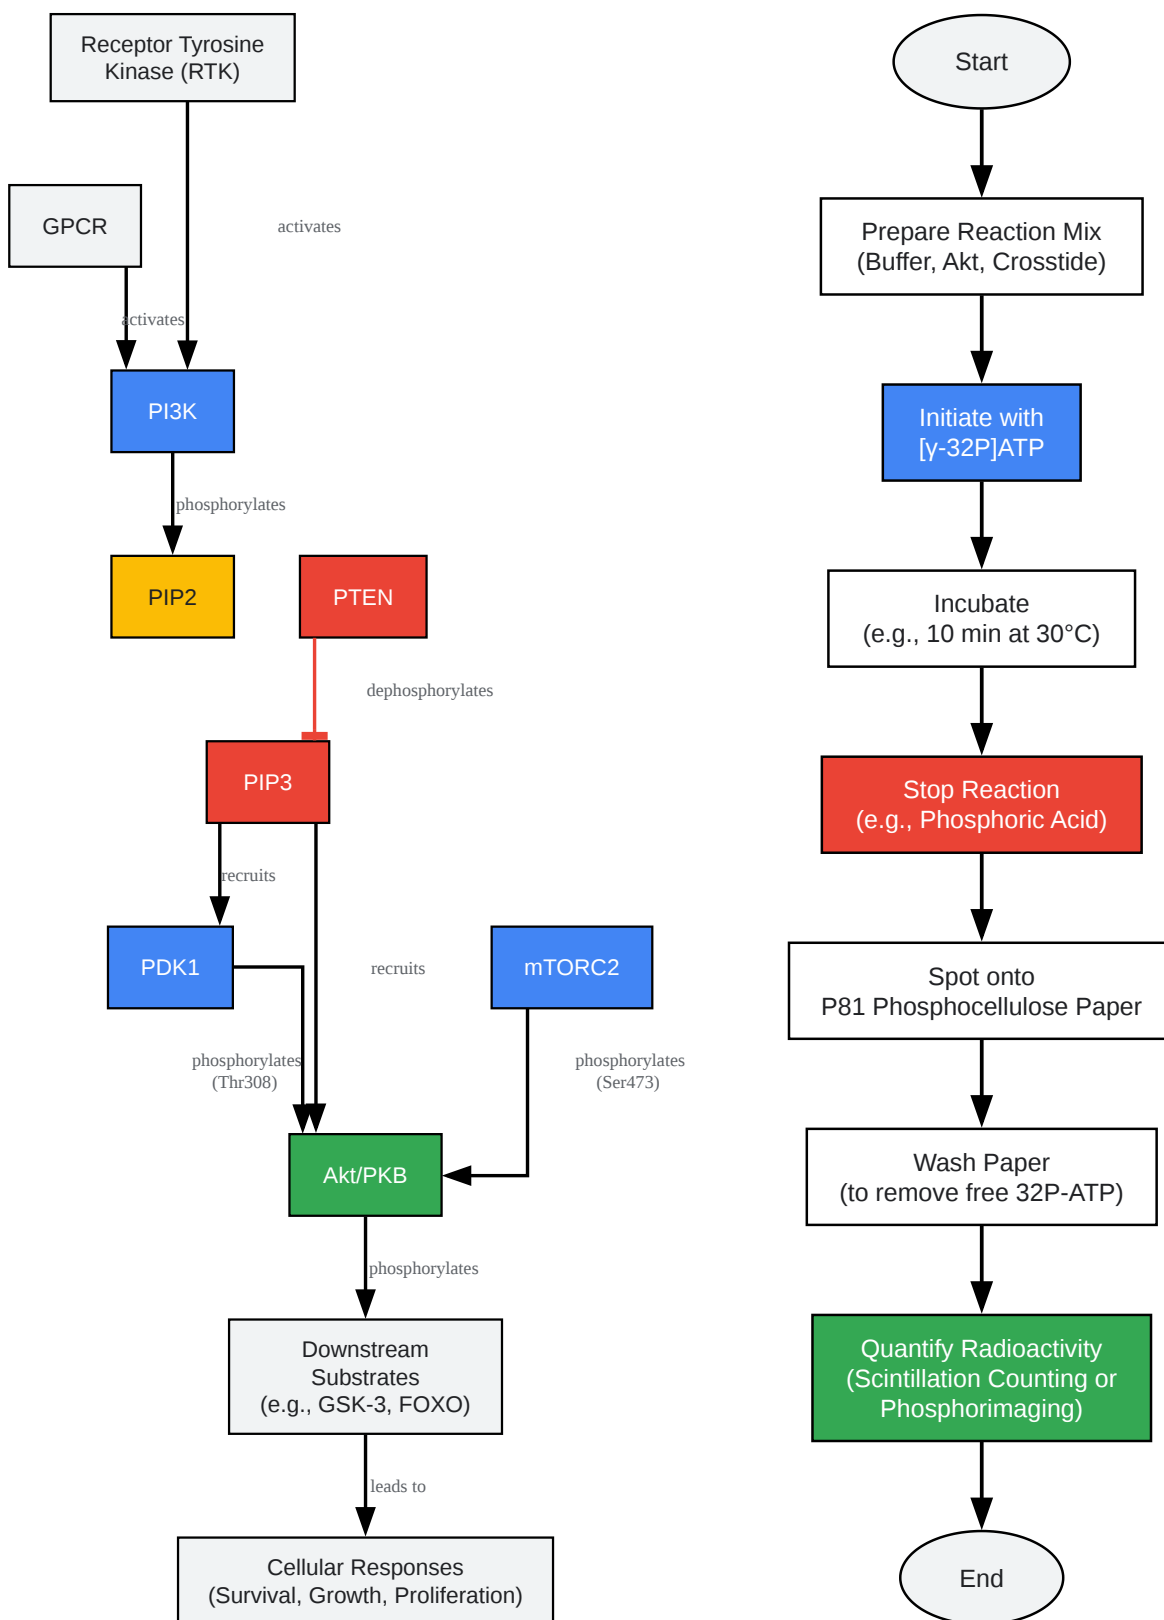 Receptor Tyrosine
Kinase (RTK)
GPCR
activates
activates
PI3K
phosphorylates
PIP2
PTEN
dephosphorylates
PIP3
recruits
PDK1
recruits
mTORC2
phosphorylates
(Thr308)
phosphorylates
(Ser473)
Akt/PKB
phosphorylates
Downstream
Substrates
(e.g., GSK-3, FOXO)
leads to
Cellular Responses
(Survival, Growth, Proliferation)
Start
Prepare Reaction Mix
(Buffer, Akt, Crosstide)
Initiate with
[γ-32P]ATP
Incubate
(e.g., 10 min at 30°C)
Stop Reaction
(e.g., Phosphoric Acid)
Spot onto
P81 Phosphocellulose Paper
Wash Paper
(to remove free 32P-ATP)
Quantify Radioactivity
(Scintillation Counting or
Phosphorimaging)
End